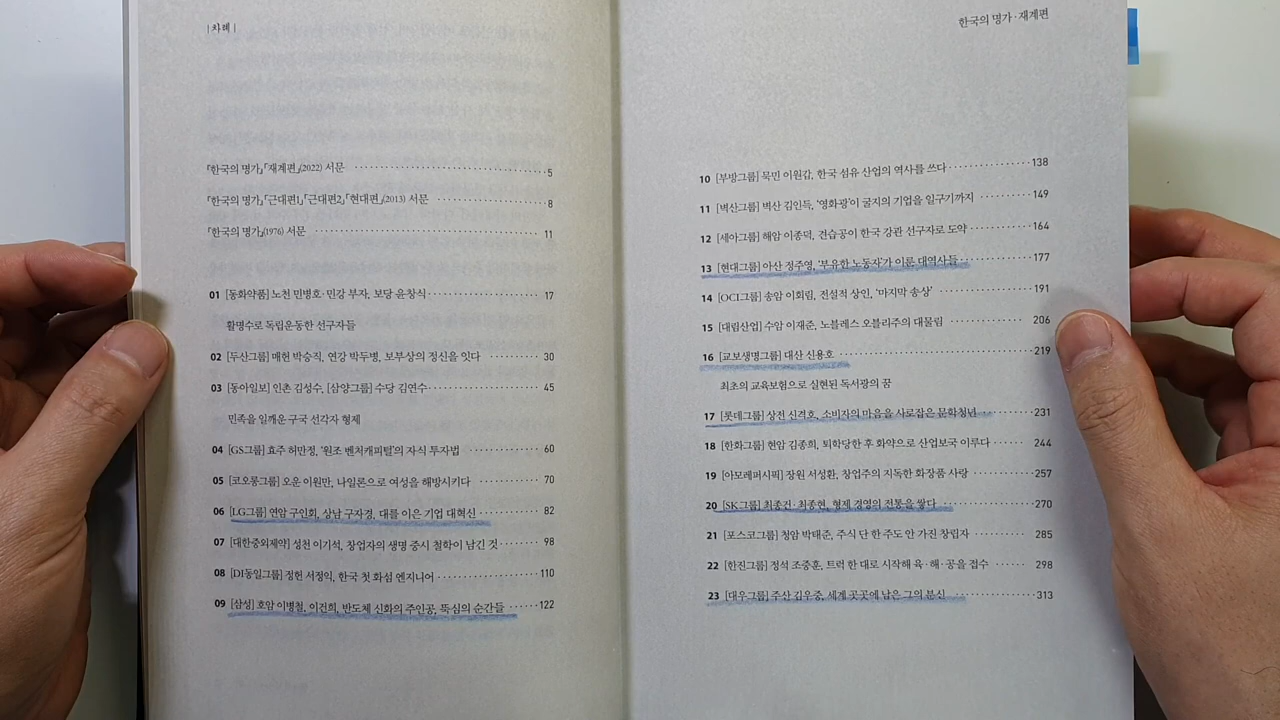 |차례|
『한국의 명가』「재계편」(2022) 서문 ········ 5
『한국의 명가』「근대편1」「근대편2」「현대편」(2013) 서문 ········ 8
『한국의 명가』(1976) 서문 ········ 11
01 [동화약품] 노천 민병호·민강 부자, 보당 윤창식 ········ 17
활명수로 독립운동한 선구자들
02 [두산그룹] 매헌 박승직, 연강 박두병, 보부상의 정신을 잇다 ········ 30
03 [동아일보] 인촌 김성수, [삼양그룹] 수당 김연수 ········ 45
민족을 일깨운 구국 선각자 형제
04 [GS그룹] 효주 허만정, '원조 벤처캐피털'의 자식 투자법 ········ 60
05 [코오롱그룹] 오운 이원만, 나일론으로 여성을 해방시키다 ········ 70
06 [LG그룹] 연암 구인회, 상남 구자경, 대를 이은 기업 대혁신 ········ 82
07 [대한중외제약] 성천 이기석, 창업자의 생명 중시 철학이 남긴 것 ········ 98
08 [DI동일그룹] 정헌 서정익, 한국 첫 화섬 엔지니어 ········ 110
09 [삼성] 호암 이병철, 이건희, 반도체 신화의 주인공, 뚝심의 순간들 ······ 122
한국의 명가·재계편
10 [부방그룹] 묵민 이원갑, 한국 섬유 산업의 역사를 쓰다 ········ 138
11 [벽산그룹] 벽산 김인득, '영화광'이 굴지의 기업을 일구기까지 ········ 149
12 [세아그룹] 해암 이종덕, 견습공이 한국 강관 선구자로 도약 ········ 164
13 [현대그룹] 아산 정주영, '부유한 노동자'가 이룬 대역사들 ········ 177
14 [OCI그룹] 송암 이회림, 전설적 상인, '마지막 송상' ········ 191
15 [대림산업] 수암 이재준, 노블레스 오블리주의 대물림 ········ 206
16 [교보생명그룹] 대산 신용호 ········ 219
최초의 교육보험으로 실현된 독서광의 꿈
17 [롯데그룹] 상전 신격호, 소비자의 마음을 사로잡은 문학청년 ········ 231
18 [한화그룹] 현암 김종희, 퇴학당한 후 화약으로 산업보국 이루다 ······ 244
19 [아모레퍼시픽] 장원 서성환, 창업주의 지독한 화장품 사랑 ········ 257
20 [SK그룹] 최종건·최종현, 형제 경영의 전통을 쌓다 ········ 270
21 [포스코그룹] 청암 박태준, 주식 단 한 주도 안 가진 창립자 ········ 285
22 [한진그룹] 정석 조중훈, 트럭 한 대로 시작해 육·해·공을 접수 ······ 298
23 [대우그룹] 주산 김우중, 세계 곳곳에 남은 그의 분신 ········ 313